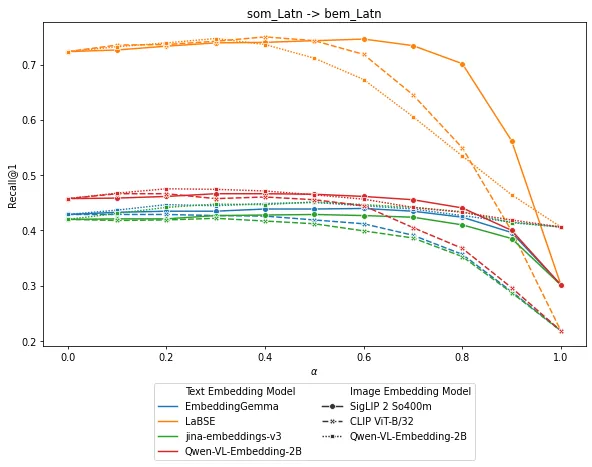 som_Latn -> bem_Latn
Recall@1
0.7
0.6
0.5
0.4
0.3
0.2
0.0
0.2
0.4
0.6
0.8
1.0
α
Text Embedding Model
EmbeddingGemma
LaBSE
jina-embeddings-v3
Qwen-VL-Embedding-2B
Image Embedding Model
SigLIP 2 So400m
CLIP ViT-B/32
Qwen-VL-Embedding-2B